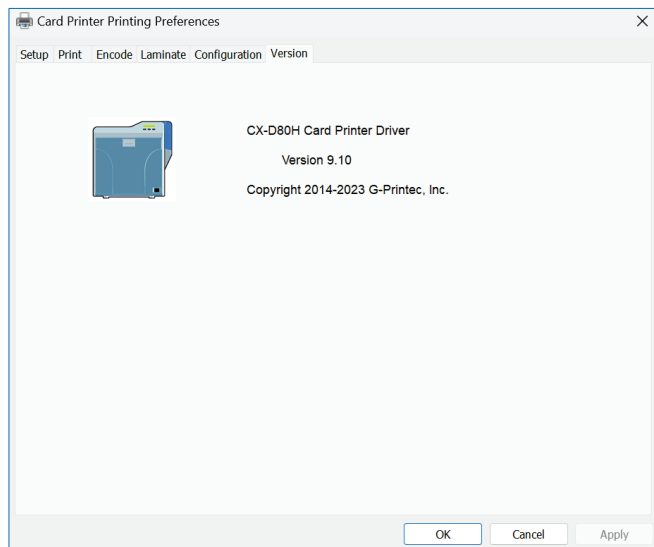 Card Printer Printing Preferences
Setup Print Encode Laminate Configuration Version
CX-D80H Card Printer Driver
Version 9.10
Copyright 2014-2023 G-Printec, Inc.
OK Cancel Apply